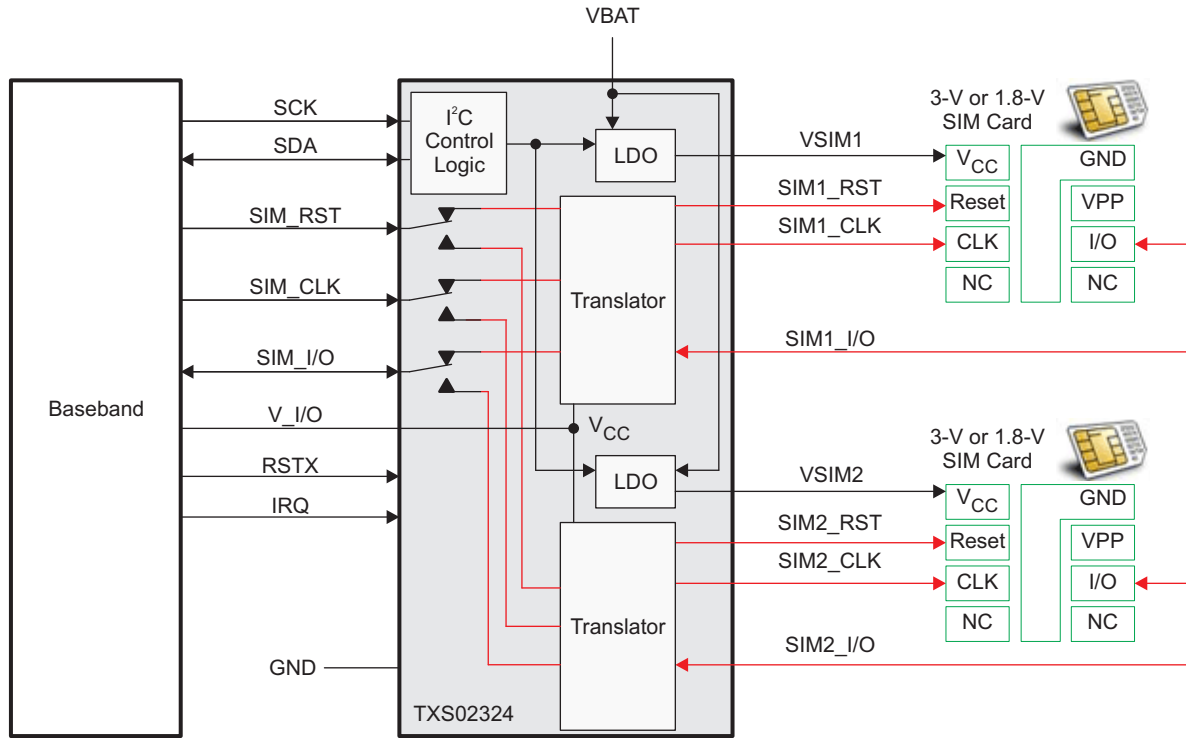 VBAT
SCK
SDA
SIM_RST
SIM_CLK
SIM_I/O
V_I/O
RSTX
IRQ
GND
Baseband
I²C
Control
Logic
LDO
Translator
VCC
LDO
Translator
TXS02324
VSIM1
SIM1_RST
SIM1_CLK
SIM1_I/O
3-V or 1.8-V
SIM Card
VCC
GND
Reset
VPP
CLK
I/O
NC
NC
VSIM2
SIM2_RST
SIM2_CLK
SIM2_I/O
3-V or 1.8-V
SIM Card
VCC
GND
Reset
VPP
CLK
I/O
NC
NC